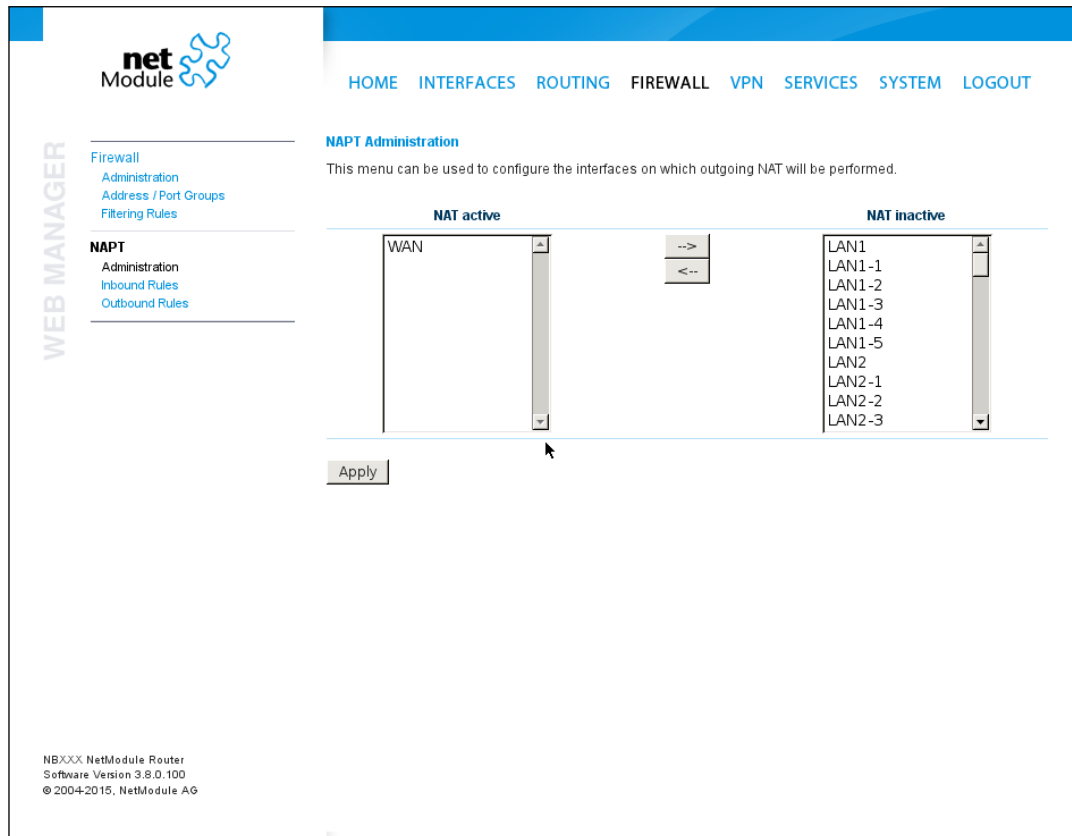 net
Module
HOME INTERFACES ROUTING FIREWALL VPN SERVICES SYSTEM LOGOUT
WEB MANAGER
Firewall
Administration
Address / Port Groups
Filtering Rules
NAPT
Administration
Inbound Rules
Outbound Rules
NAPT Administration
This menu can be used to configure the interfaces on which outgoing NAT will be performed.
NAT active NAT inactive
WAN
-->
<--
LAN1
LAN1-1
LAN1-2
LAN1-3
LAN1-4
LAN1-5
LAN2
LAN2-1
LAN2-2
LAN2-3
Apply
NBXXX NetModule Router
Software Version 3.8.0.100
© 2004-2015, NetModule AG